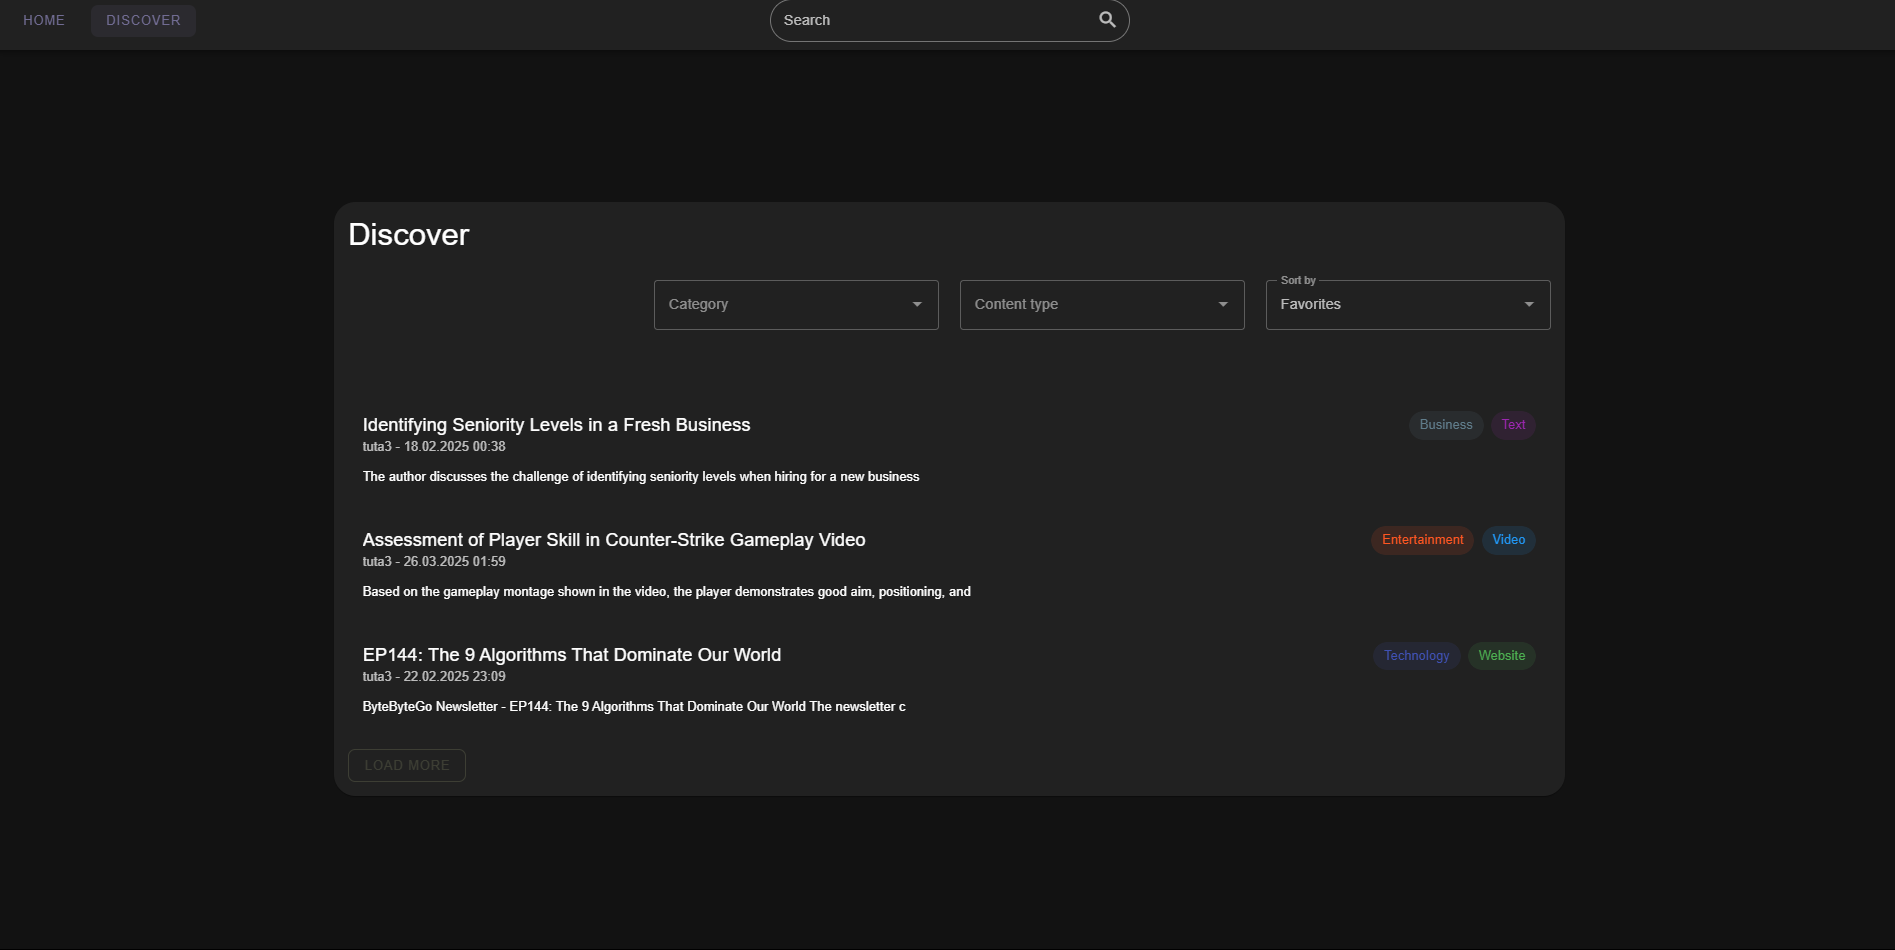 HOME DISCOVER Search
Discover
Category Content type Sort by Favorites
Identifying Seniority Levels in a Fresh Business Business Text
tuta3 - 18.02.2025 00:38
The author discusses the challenge of identifying seniority levels when hiring for a new business
Assessment of Player Skill in Counter-Strike Gameplay Video Entertainment Video
tuta3 - 26.03.2025 01:59
Based on the gameplay montage shown in the video, the player demonstrates good aim, positioning, and
EP144: The 9 Algorithms That Dominate Our World Technology Website
tuta3 - 22.02.2025 23:09
ByteByteGo Newsletter - EP144: The 9 Algorithms That Dominate Our World The newsletter c
LOAD MORE